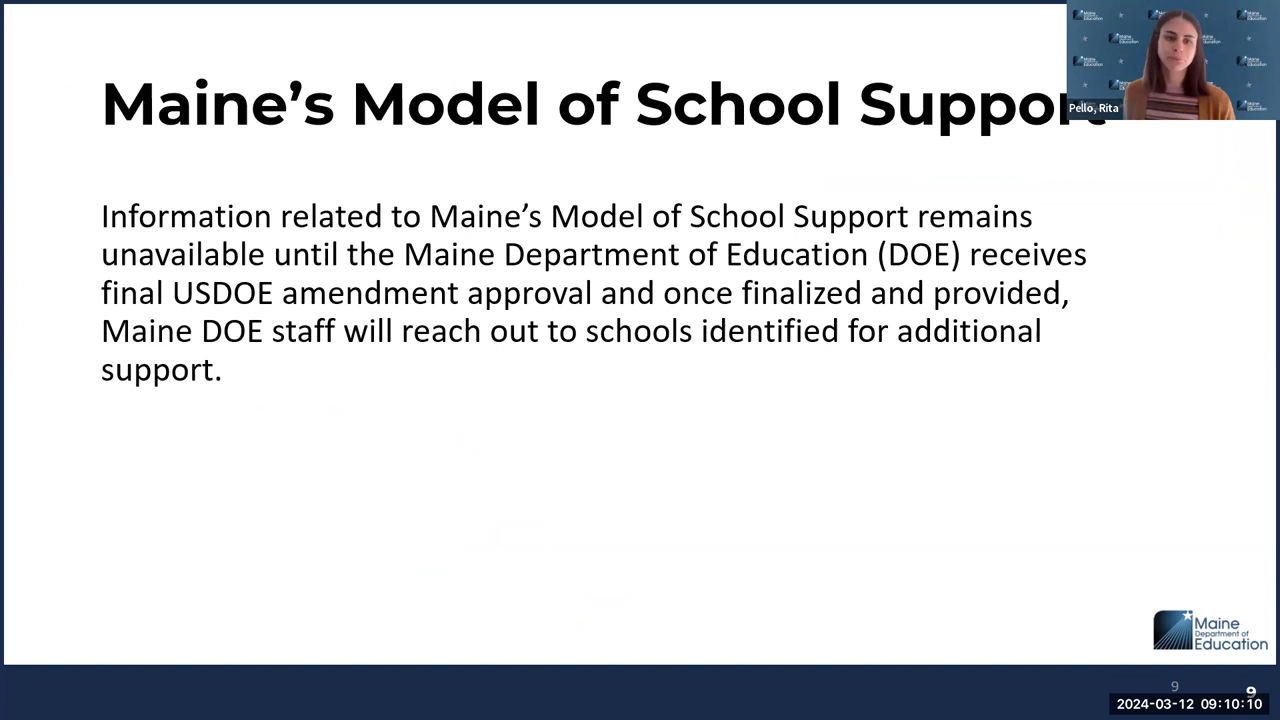 Maine's Model of School Support
Pello, Rita
Information related to Maine's Model of School Support remains
unavailable until the Maine Department of Education (DOE) receives
final USDOE amendment approval and once finalized and provided,
Maine DOE staff will reach out to schools identified for additional
support.
Maine
Department of
Education
9
9
2024-03-12 09:10:10